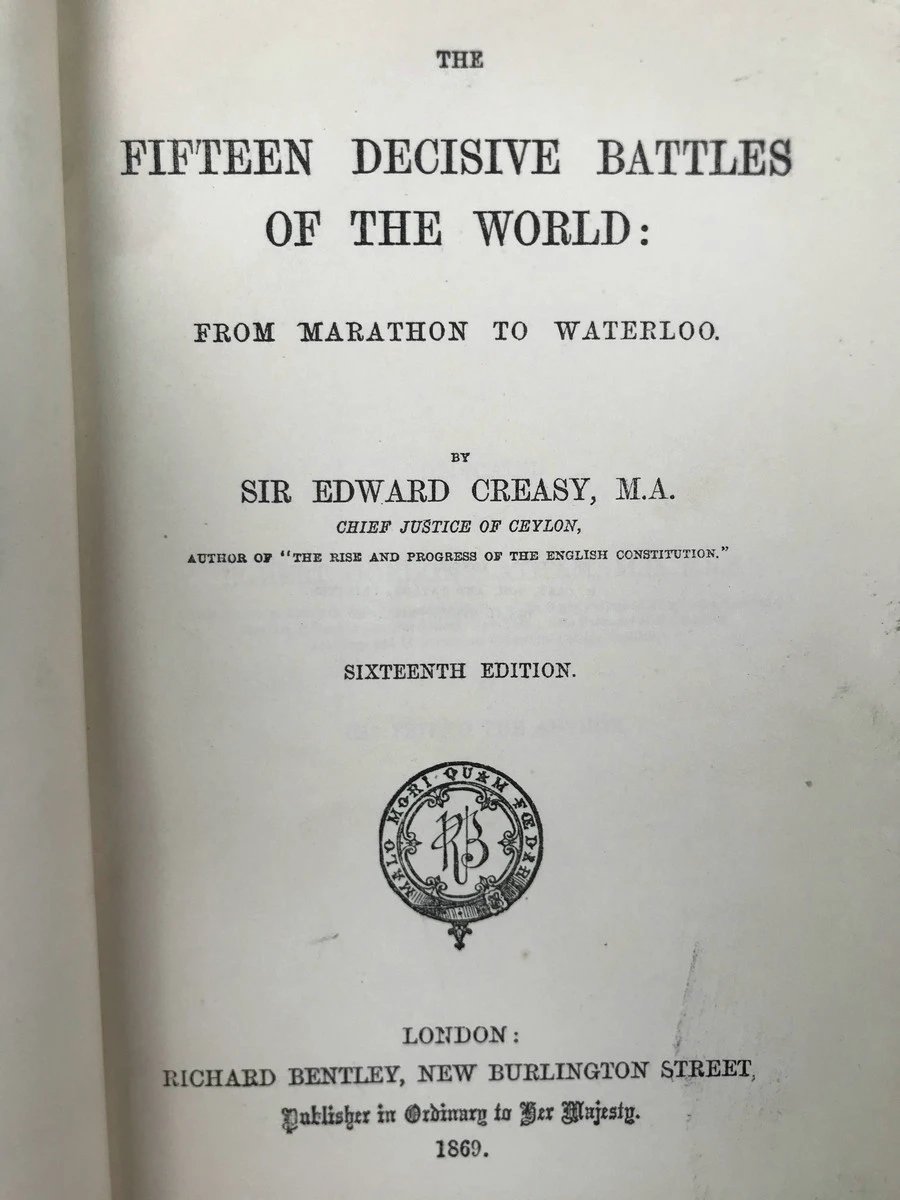 THE
FIFTEEN DECISIVE BATTLES
OF THE WORLD:
FROM MARATHON TO WATERLOO.
BY
SIR EDWARD CREASY, M.A.
CHIEF JUSTICE OF CEYLON,
AUTHOR OF "THE RISE AND PROGRESS OF THE ENGLISH CONSTITUTION."
SIXTEENTH EDITION.
MALO MORI QUAM FŒDARI
RB
LONDON:
RICHARD BENTLEY, NEW BURLINGTON STREET,
Publisher in Ordinary to Her Majesty.
1869.